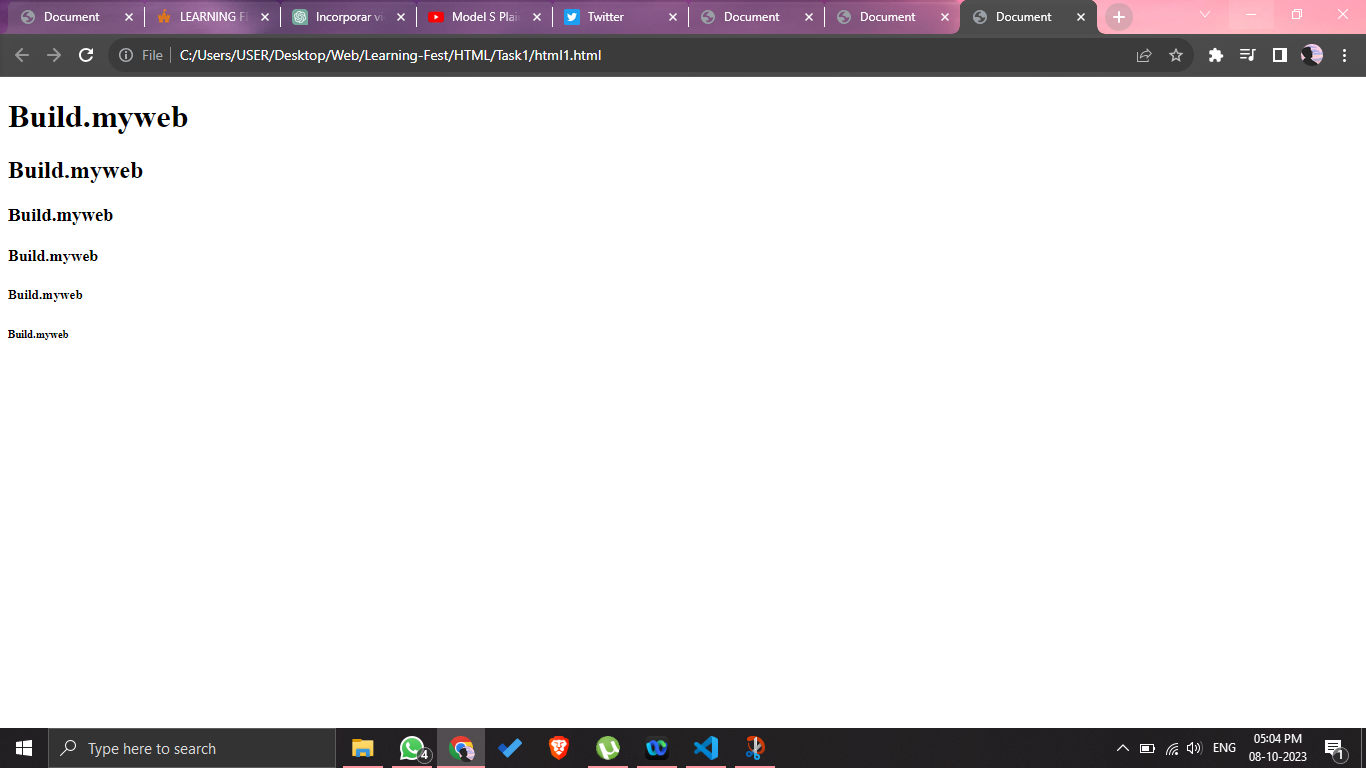 Document
LEARNING F
Incorporar vi
Model S Plai
Twitter
Document
Document
Document
File
C:/Users/USER/Desktop/Web/Learning-Fest/HTML/Task1/html1.html
Build.myweb
Build.myweb
Build.myweb
Build.myweb
Build.myweb
Build.myweb
Type here to search
4
ENG
05:04 PM
08-10-2023
1